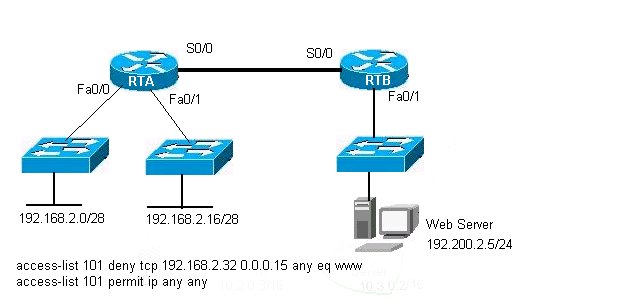 S0/0
S0/0
RTA
RTB
Fa0/0
Fa0/1
Fa0/1
192.168.2.0/28
192.168.2.16/28
Web Server
192.200.2.5/24
access-list 101 deny tcp 192.168.2.32 0.0.0.15 any eq www
access-list 101 permit ip any any